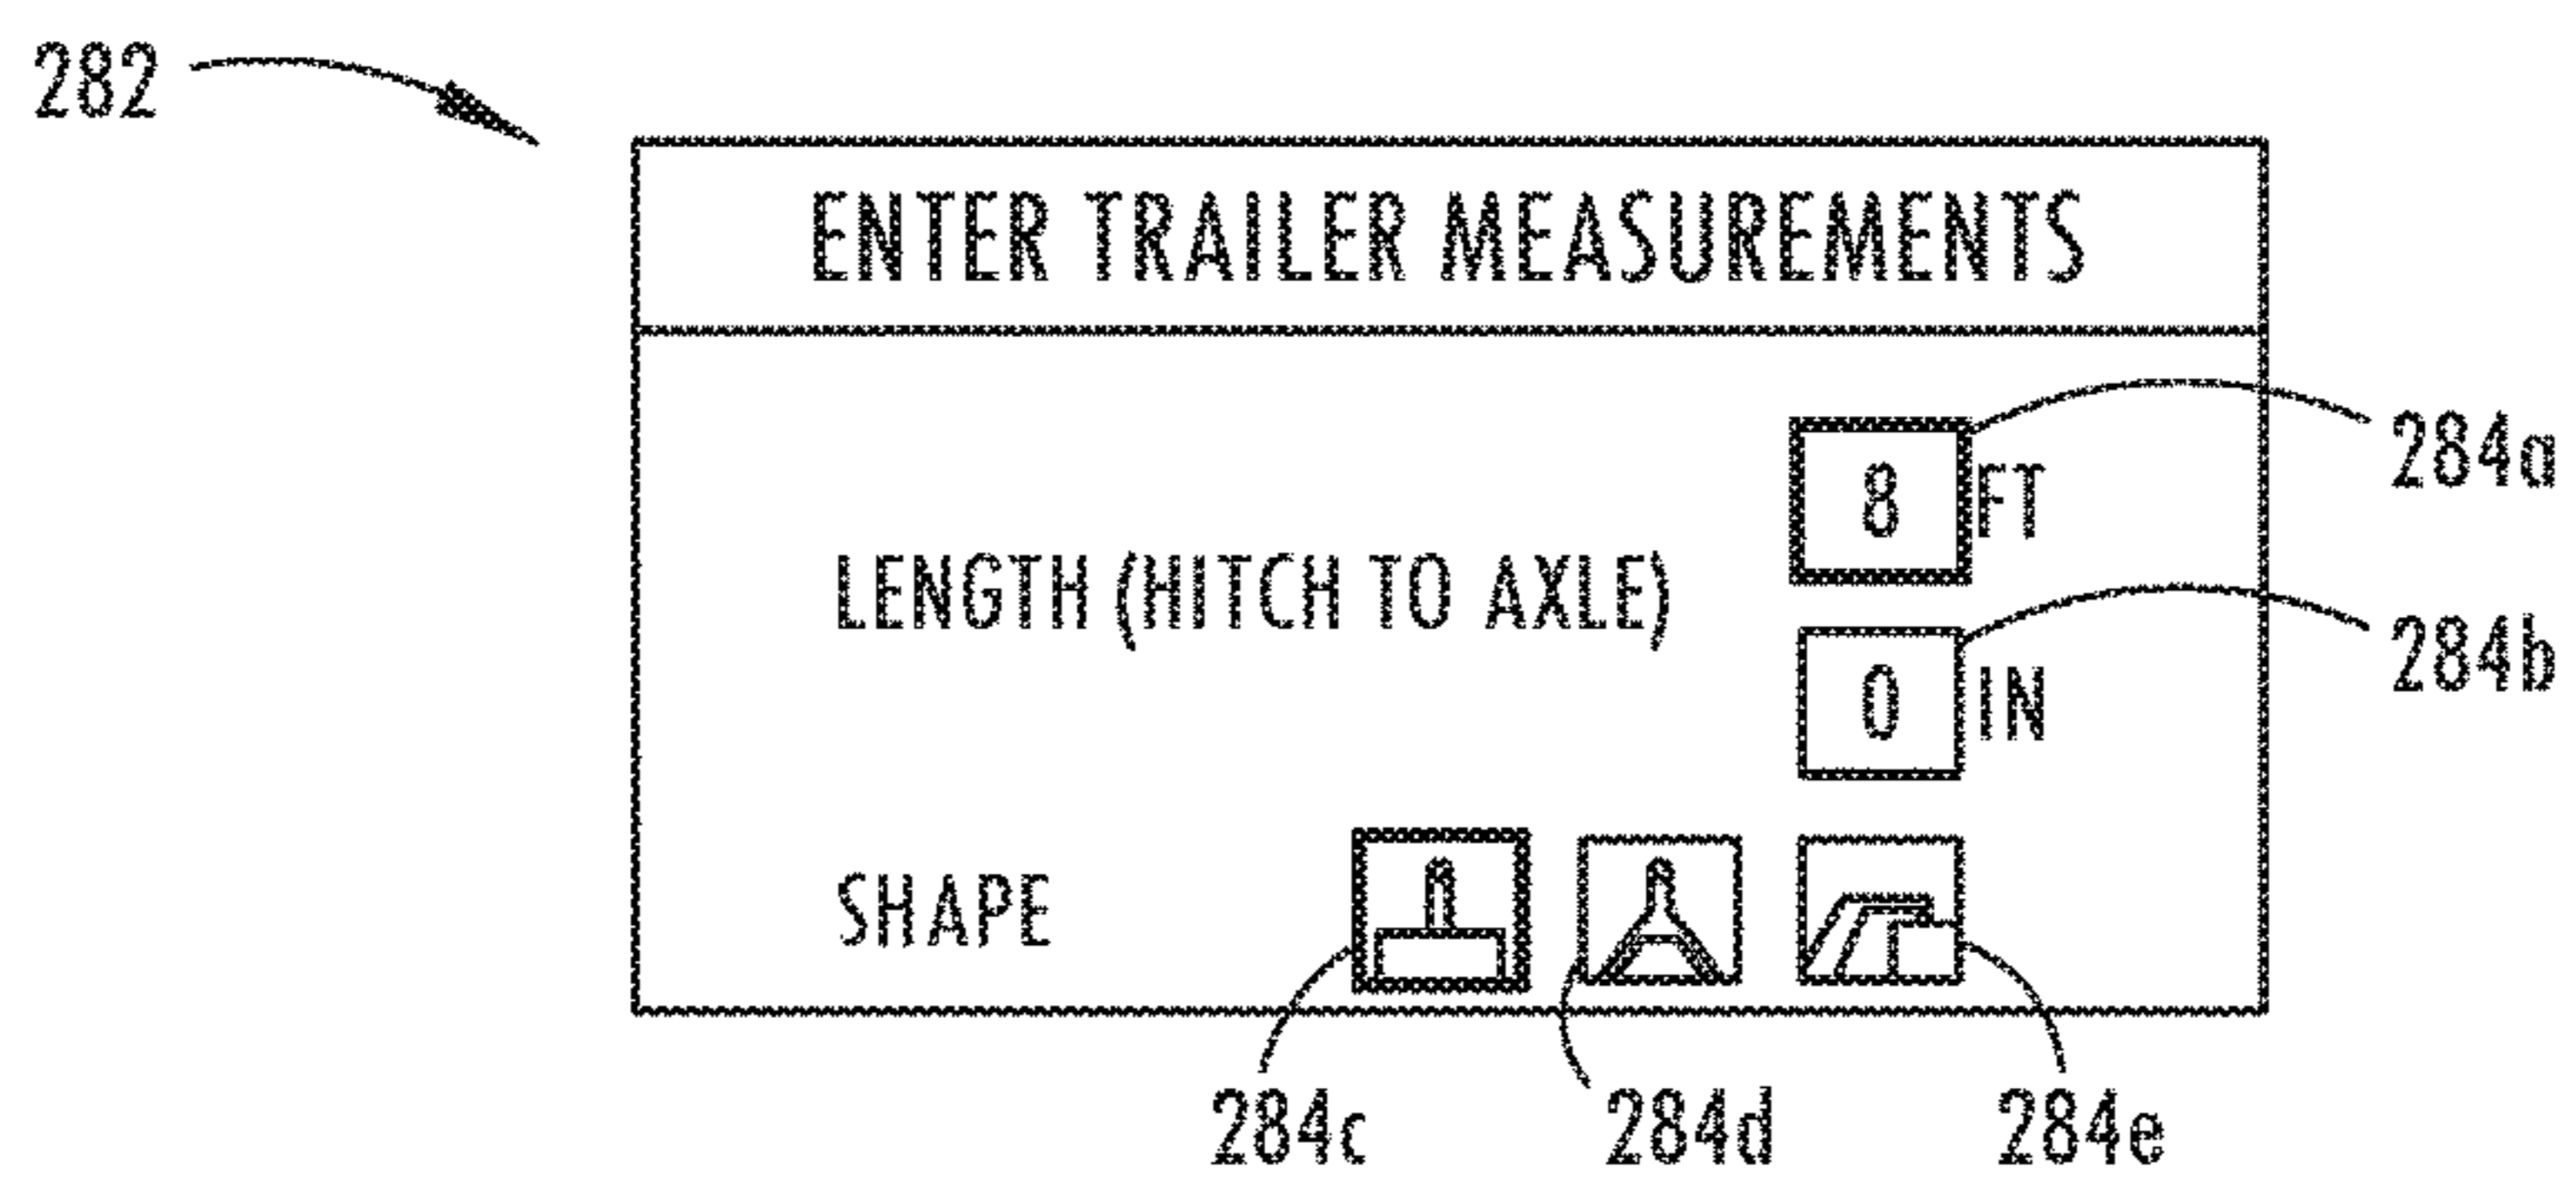 282
ENTER TRAILER MEASUREMENTS
8 FT
284a
LENGTH (HITCH TO AXLE)
0 IN
284b
SHAPE
284c 284d 284e